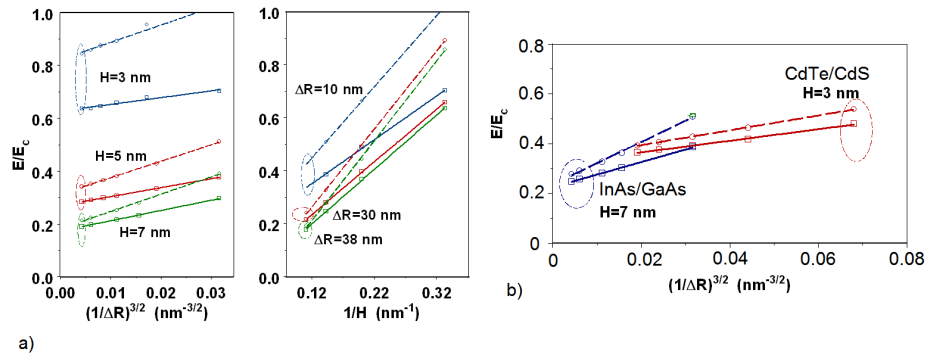 a)
E/Ec
1.0
0.8
0.6
0.4
0.2
0.0
H=3 nm
H=5 nm
H=7 nm
0.00 0.01 0.02 0.03
(1/ΔR)^3/2 (nm^-3/2)
1.0
0.8
0.6
0.4
0.2
0.0
ΔR=10 nm
ΔR=30 nm
ΔR=38 nm
0.12 0.22 0.32
1/H (nm^-1)
b)
E/Ec
0.8
0.6
0.4
0.2
0
CdTe/CdS
H=3 nm
InAs/GaAs
H=7 nm
0 0.02 0.04 0.06 0.08
(1/ΔR)^3/2 (nm^-3/2)